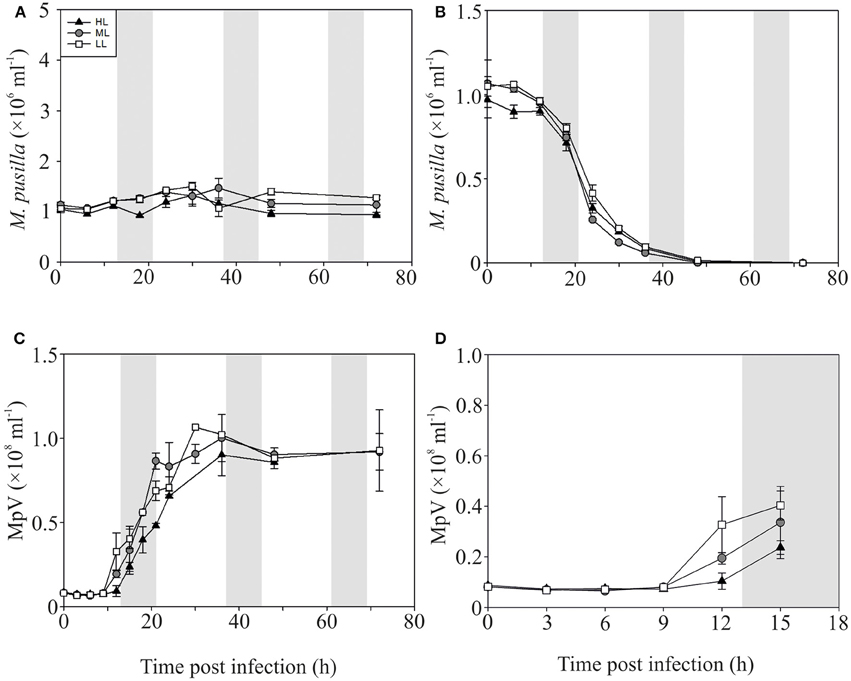 A
B
HL
ML
LL
M. pusilla (×10⁶ ml⁻¹)
5
4
3
2
1
0
0 20 40 60 80
M. pusilla (×10⁶ ml⁻¹)
1.5
1.0
0.5
0
0 20 40 60 80
C
D
MpV (×10⁸ ml⁻¹)
1.5
1.0
0.5
0
0 20 40 60 80
Time post infection (h)
MpV (×10⁸ ml⁻¹)
1.0
0.8
0.6
0.4
0.2
0
0 3 6 9 12 15 18
Time post infection (h)